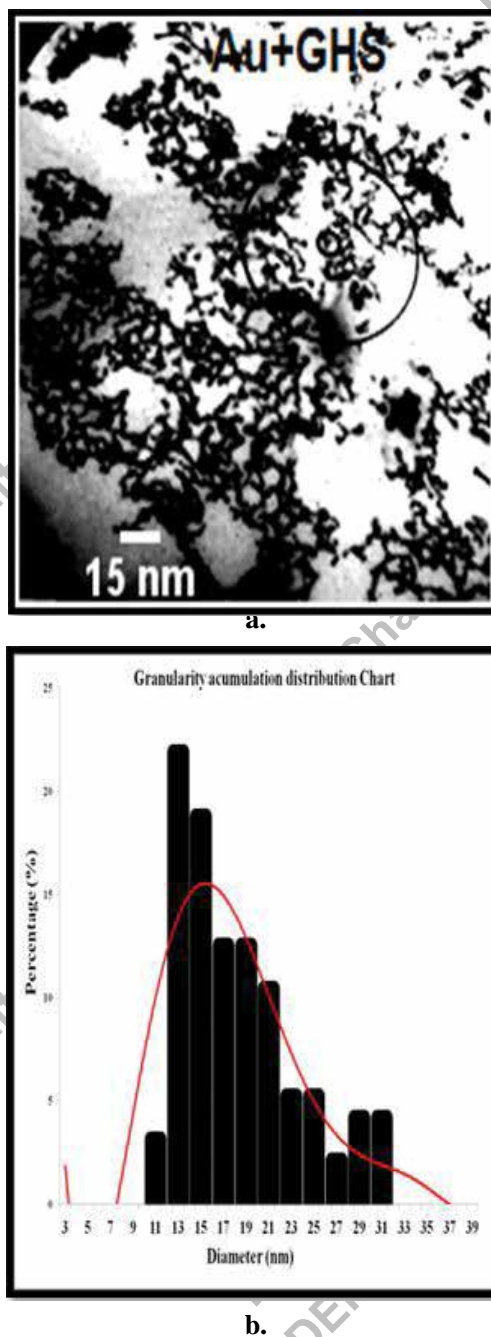 Au+GHS
15 nm
a.
Granularity acumulation distribution Chart
25
20
15
10
5
0
Percentage (%)
3 5 7 9 11 13 15 17 19 21 23 25 27 29 31 33 35 37 39
Diameter (nm)
b.